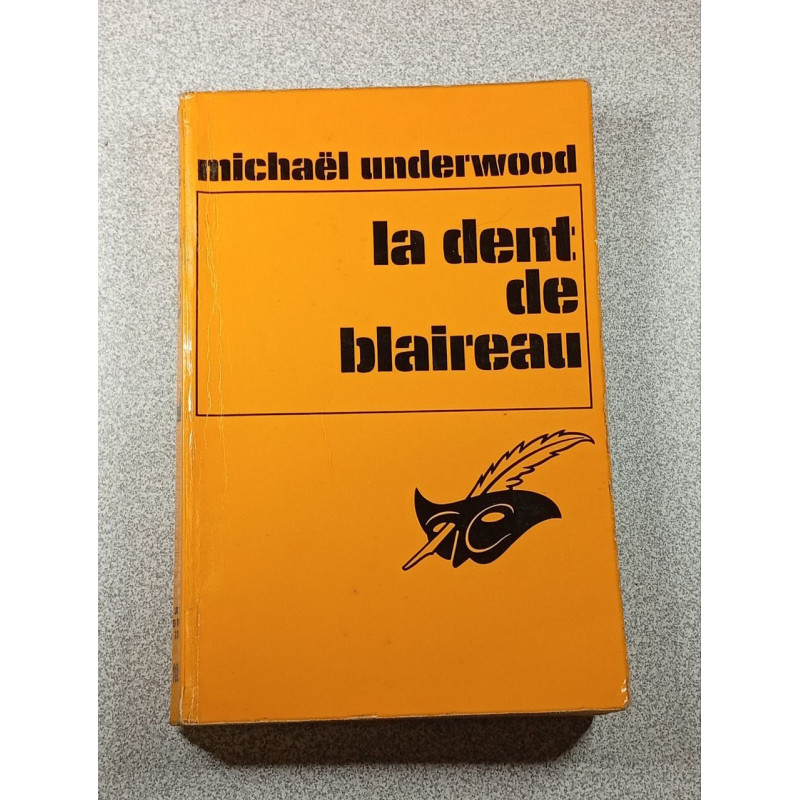 michaël underwood
la dent
de
blaireau